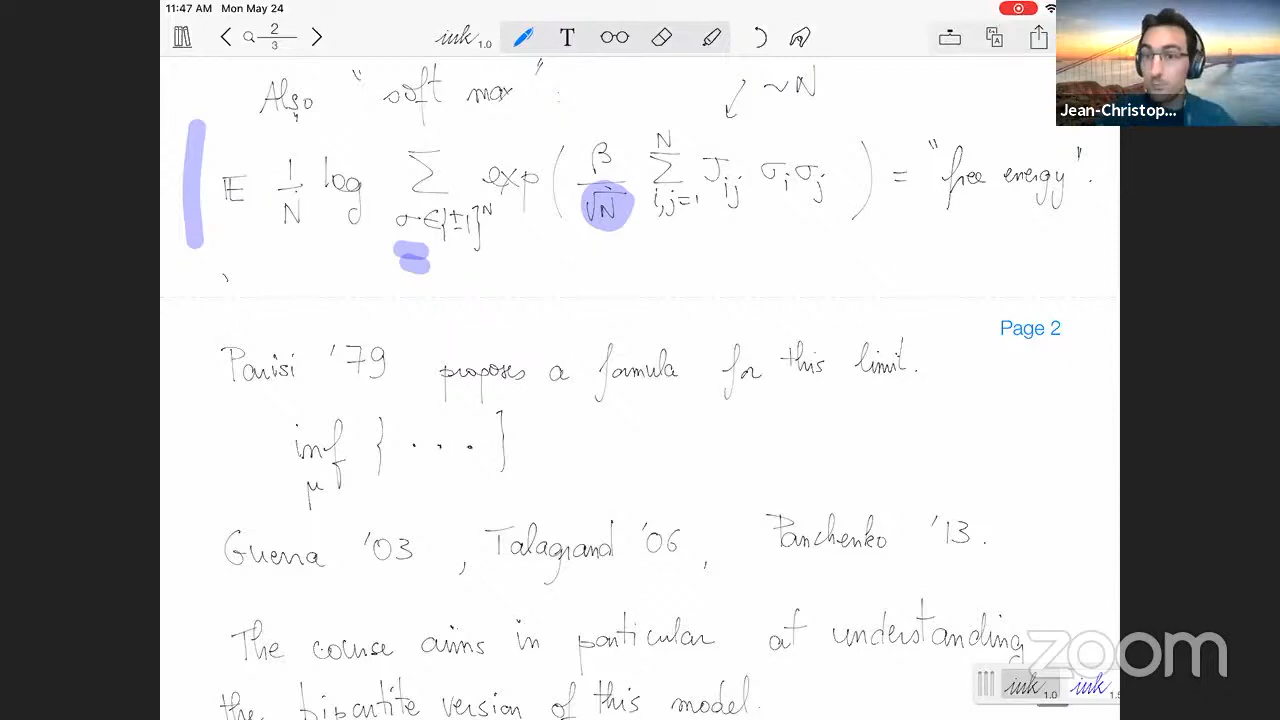 11:47 AM Mon May 24
2
3
ink 1.0
T
Jean-Christop...
Also " soft max " :
~N
E 1/N log ∑ σ∈{±1}^N exp( β/√N ∑ i,j=1 N J_ij σ_i σ_j ) = "free energy".
Page 2
Parisi '79 proposes a formula for this limit.
inf μ { . . . }
Guerra '03 , Talagrand '06 , Panchenko '13 .
The course aims in particular at understanding
the bipartite version of this model.
zoom
ink 1.0 ink 1.5